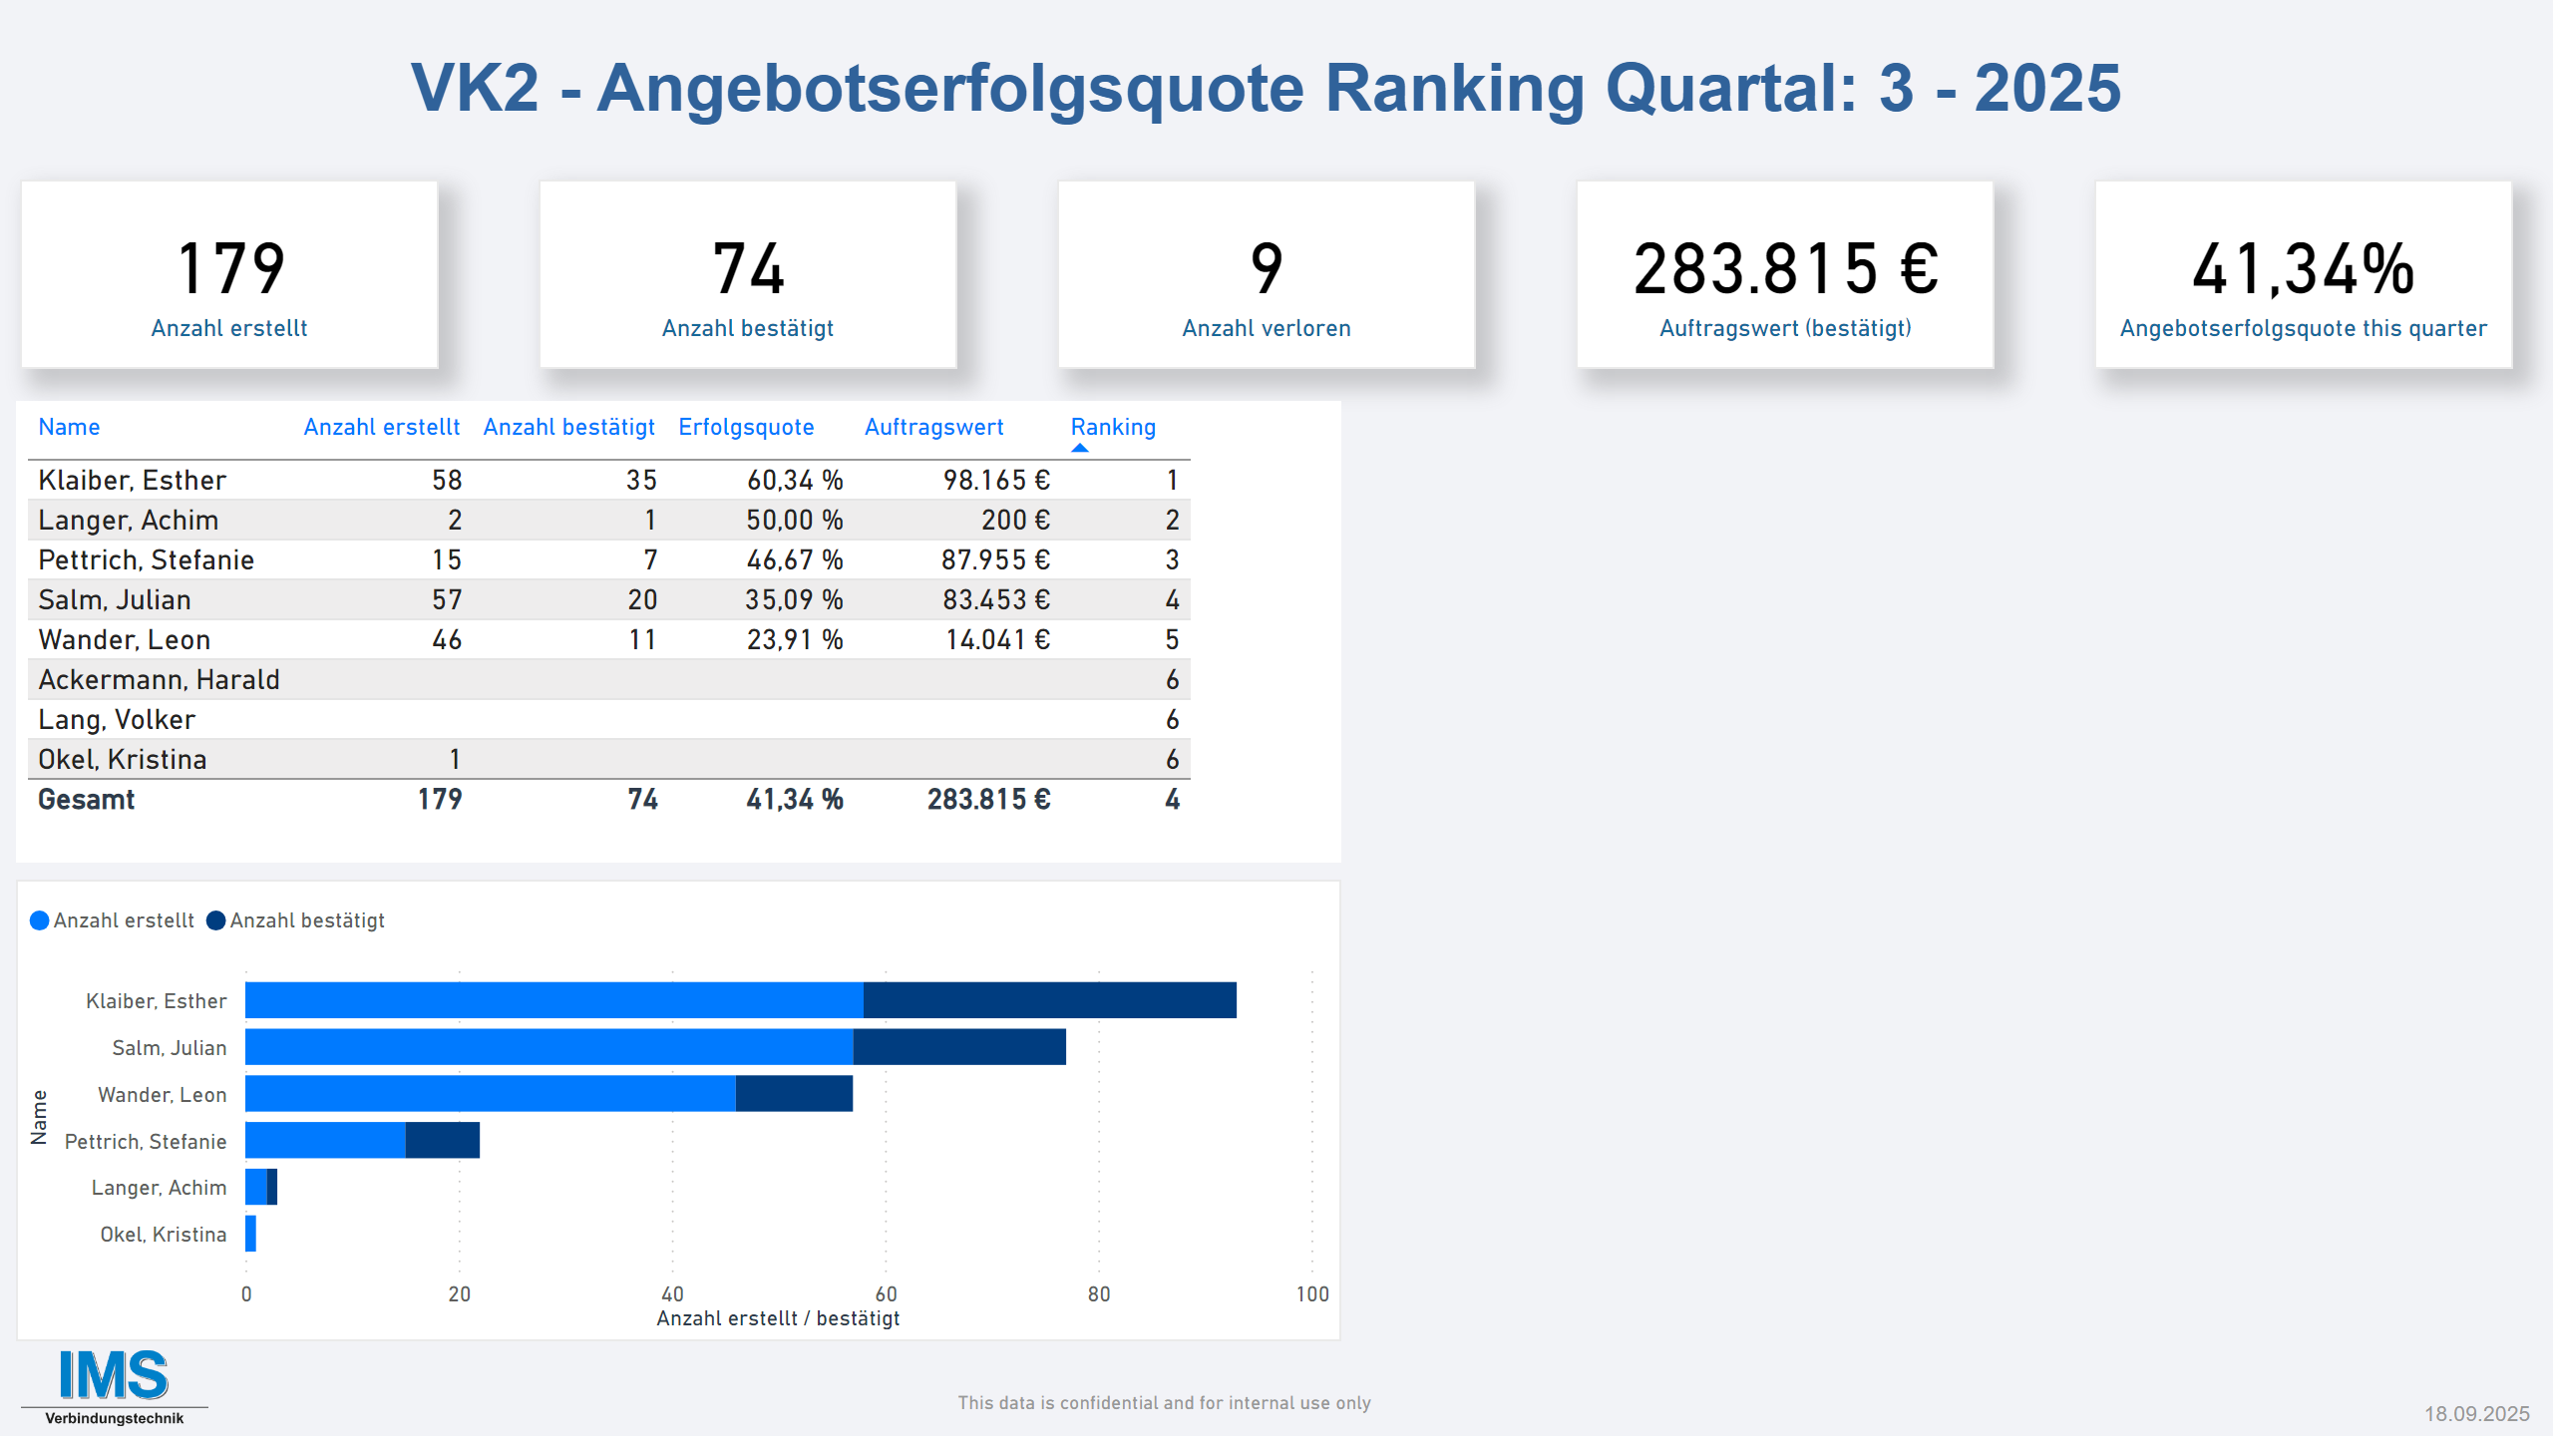 VK2 - Angebotserfolgsquote Ranking Quartal: 3 - 2025
179
Anzahl erstellt
74
Anzahl bestätigt
9
Anzahl verloren
283.815 €
Auftragswert (bestätigt)
41,34%
Angebotserfolgsquote this quarter
Name Anzahl erstellt Anzahl bestätigt Erfolgsquote Auftragswert Ranking
Klaiber, Esther 58 35 60,34 % 98.165 € 1
Langer, Achim 2 1 50,00 % 200 € 2
Pettrich, Stefanie 15 7 46,67 % 87.955 € 3
Salm, Julian 57 20 35,09 % 83.453 € 4
Wander, Leon 46 11 23,91 % 14.041 € 5
Ackermann, Harald 6
Lang, Volker 6
Okel, Kristina 1 6
Gesamt 179 74 41,34 % 283.815 € 4
Anzahl erstellt Anzahl bestätigt
Name
Klaiber, Esther
Salm, Julian
Wander, Leon
Pettrich, Stefanie
Langer, Achim
Okel, Kristina
0 20 40 60 80 100
Anzahl erstellt / bestätigt
IMS
Verbindungstechnik
This data is confidential and for internal use only
18.09.2025